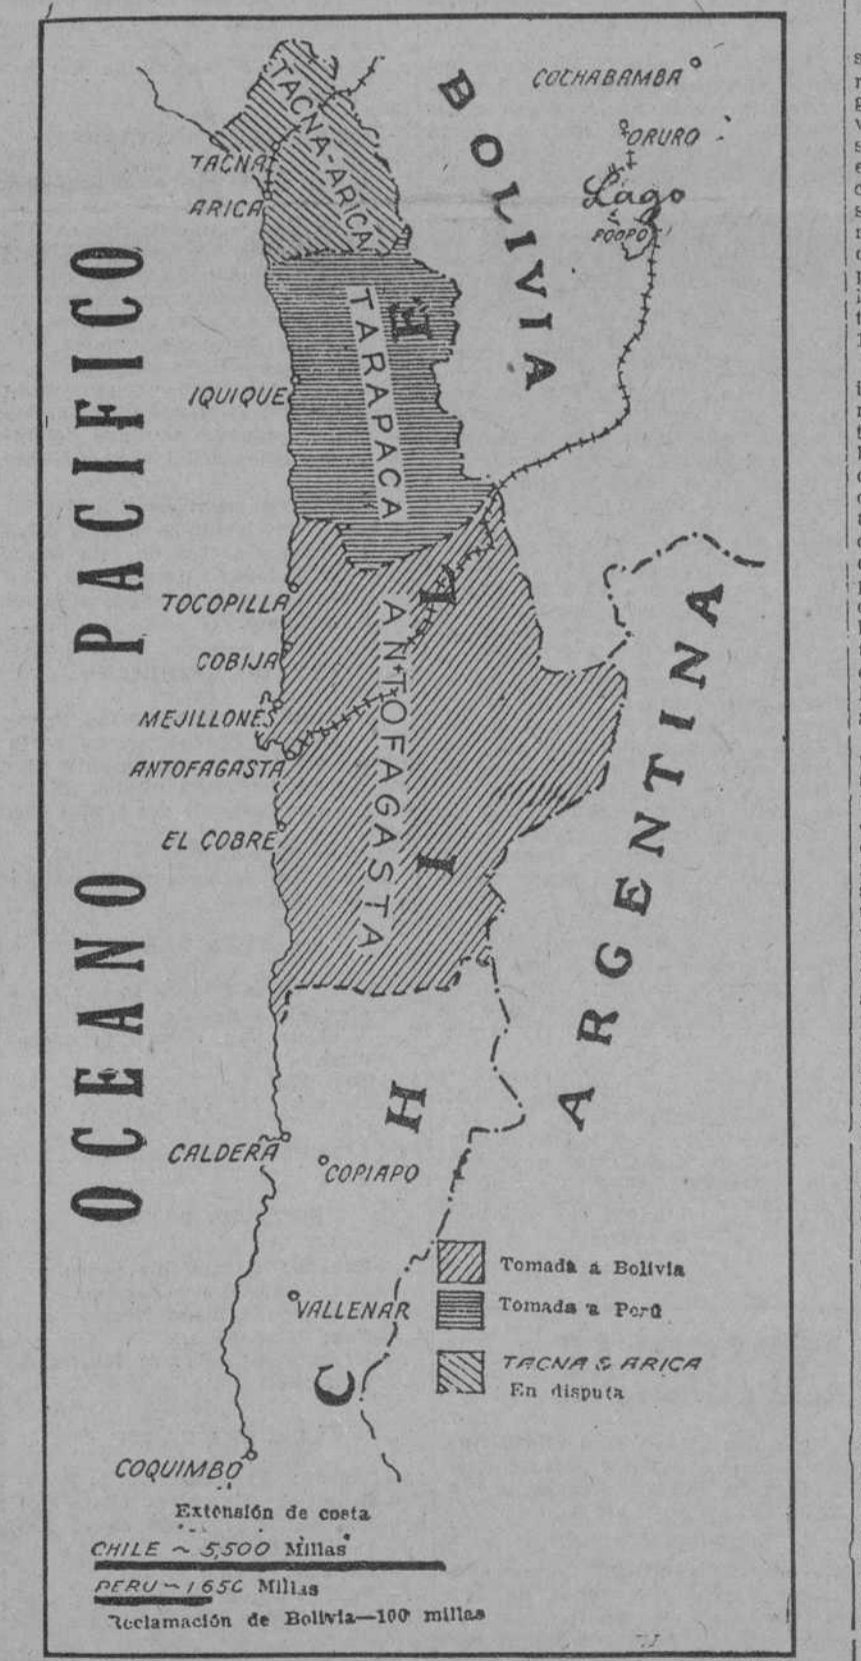 BOLIVIA
COCHABAMBA
ORURO
Lago
POOPO
TACNA-ARICA
TACNA
ARICA
OCEANO PACIFICO
TARAPACA
IQUIQUE
ANTOFAGASTA
TOCOPILLA
COBIJA
MEJILLONES
ANTOFAGASTA
EL COBRE
ARGENTINA
CHILE
CALDERA
COPIAPO
VALLENAR
COQUIMBO
Tomada a Bolivia
Tomada a Perú
TACNA & ARICA
En disputa
Extensión de costa
CHILE ~ 5,500 Millas
PERU ~ 1650 Millas
Reclamación de Bolivia—100 millas